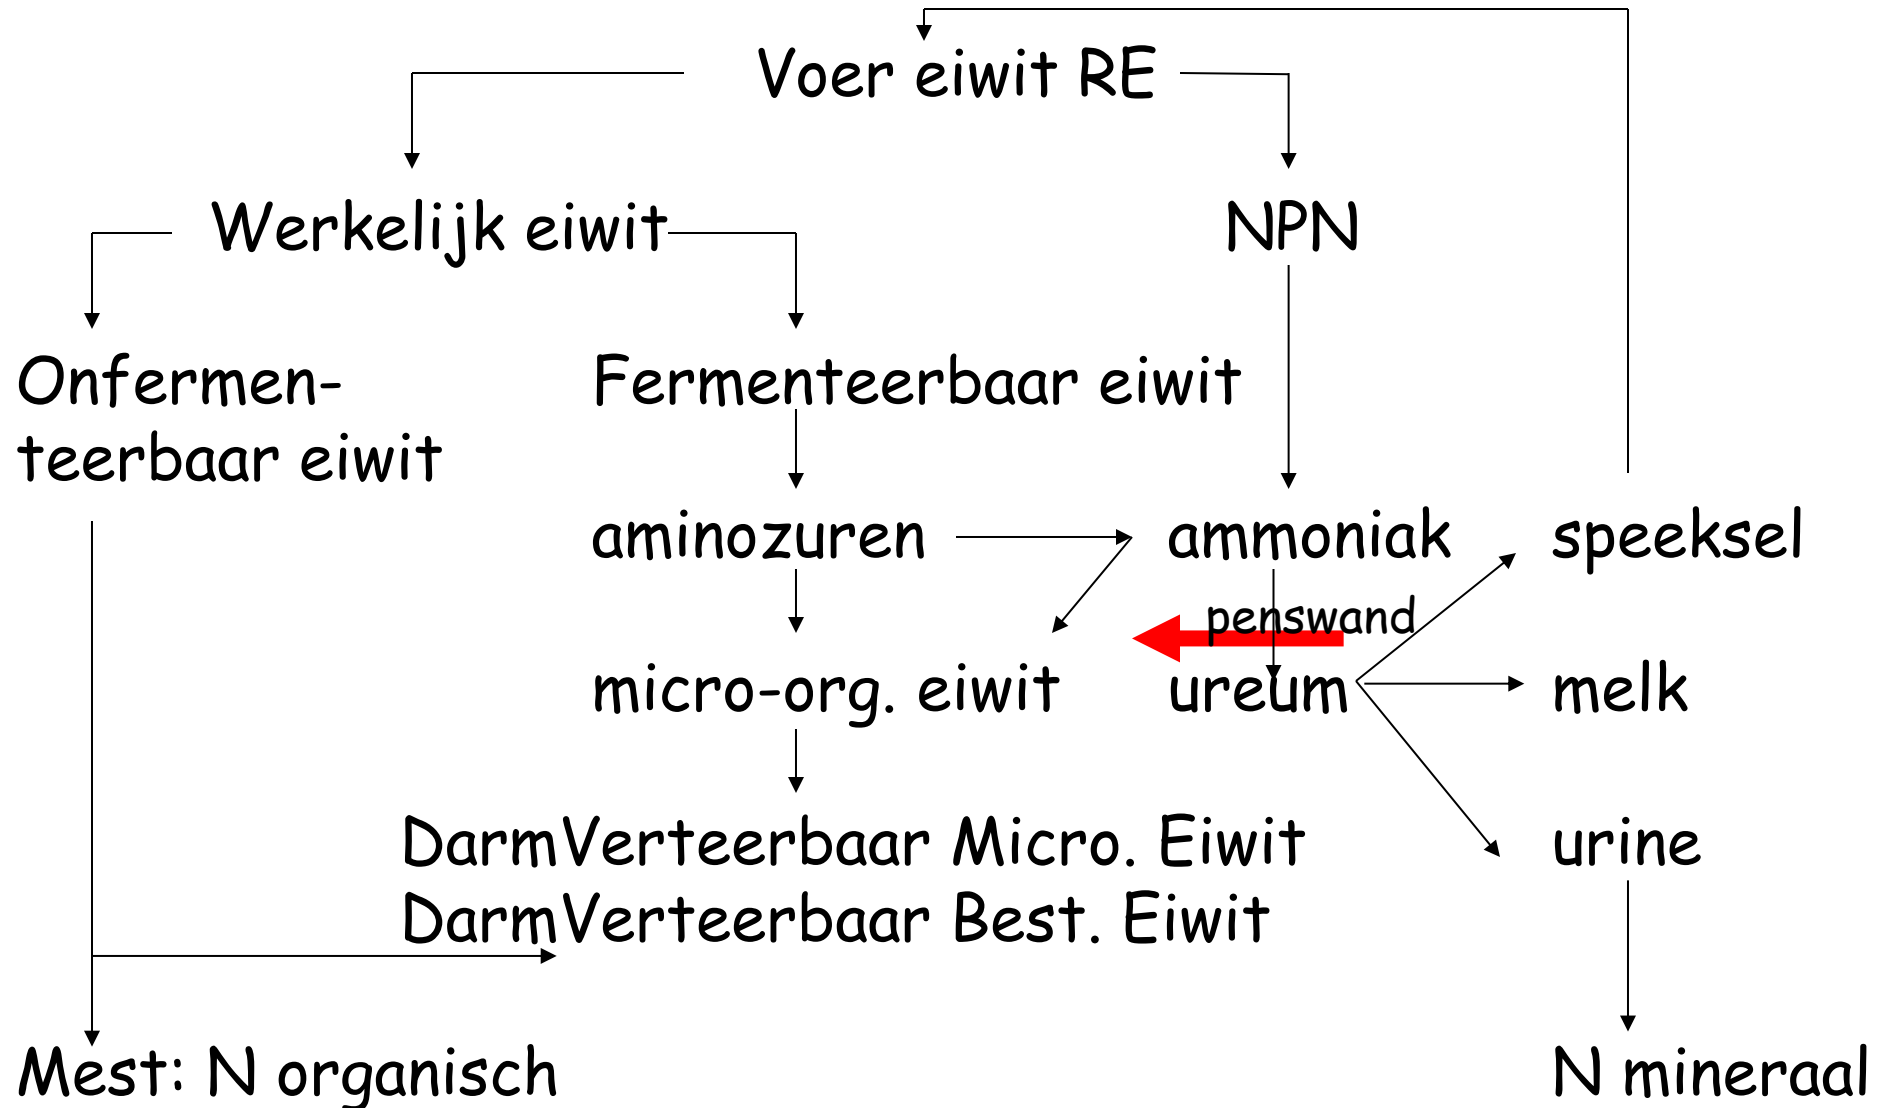 Voer eiwit RE
Werkelijk eiwit
NPN
Onfermen-
teerbaar eiwit
Fermenteerbaar eiwit
aminozuren
ammoniak
speeksel
penswand
micro-org. eiwit
ureum
melk
DarmVerteerbaar Micro. Eiwit
urine
DarmVerteerbaar Best. Eiwit
Mest: N organisch
N mineraal